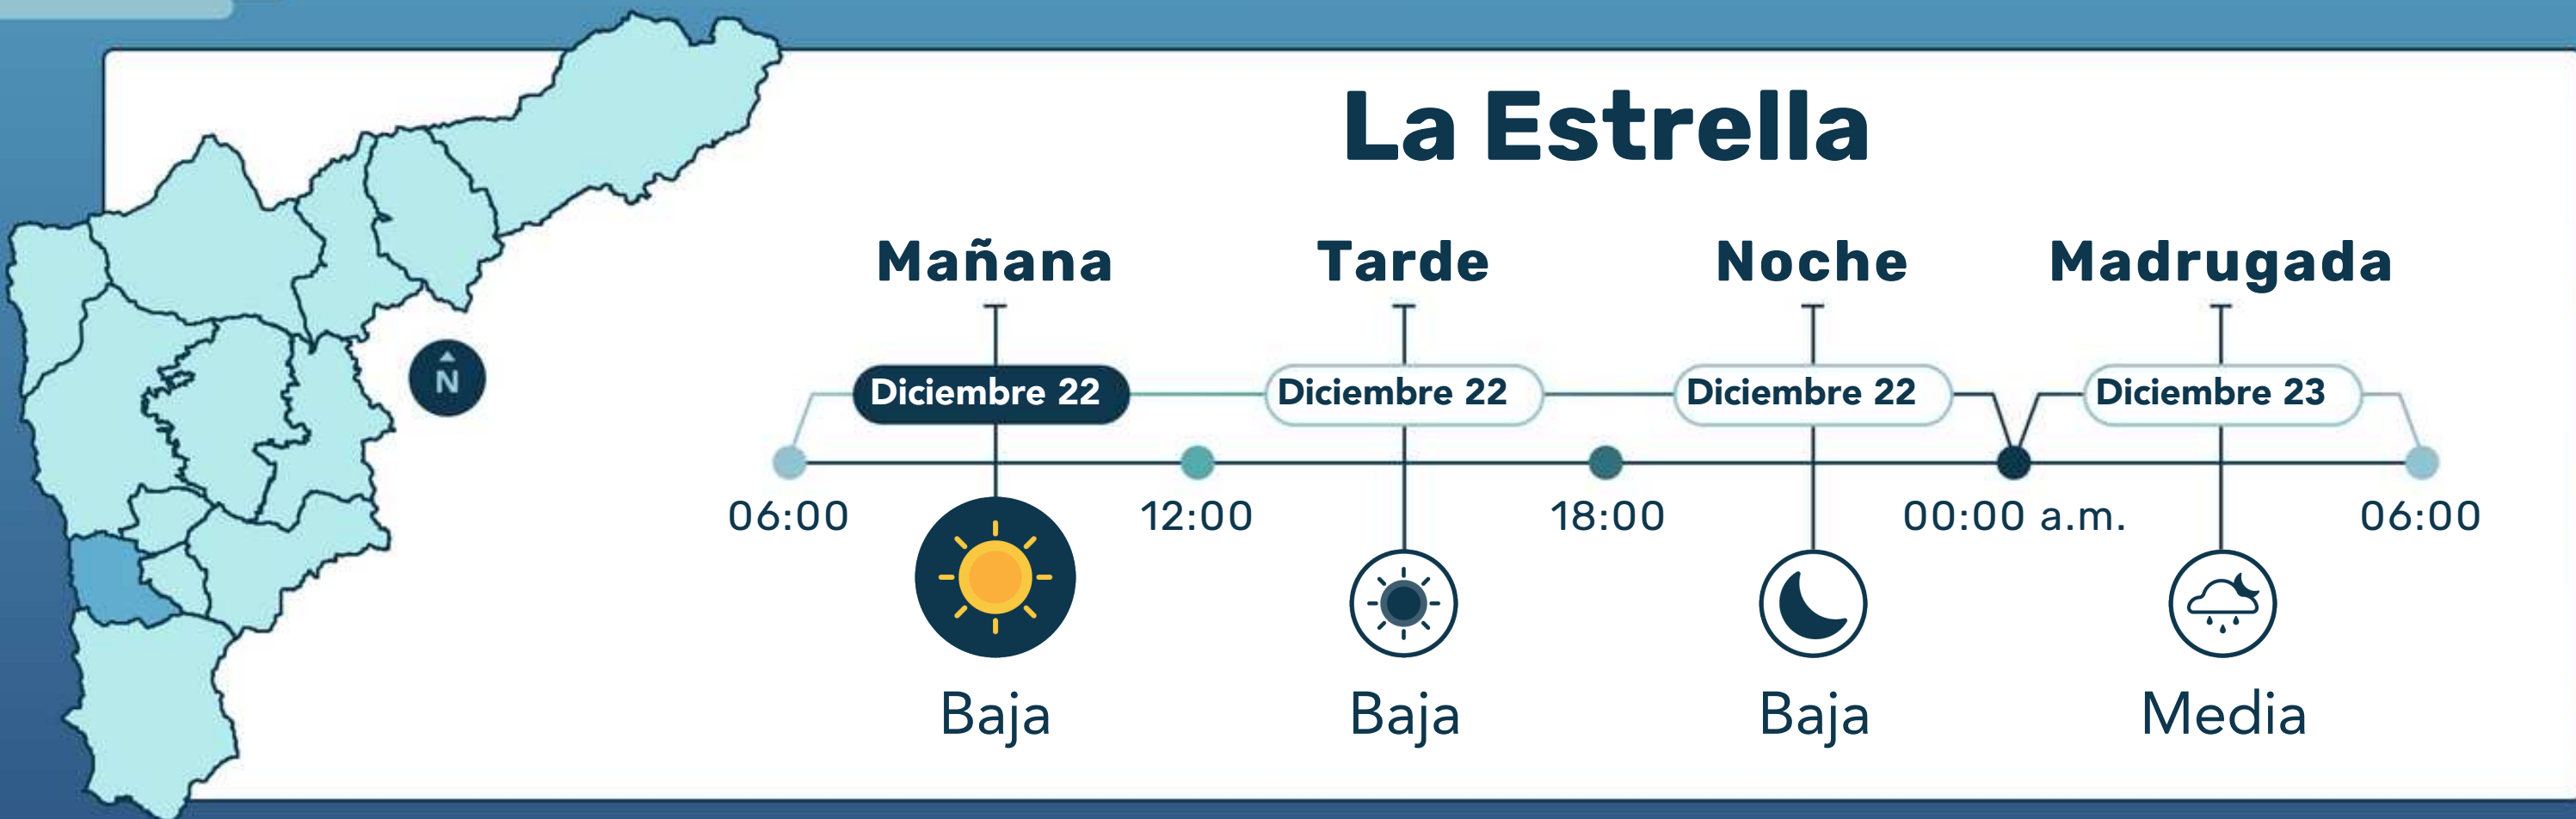 La Estrella
Mañana Tarde Noche Madrugada
Diciembre 22 Diciembre 22 Diciembre 22 Diciembre 23
N
06:00 12:00 18:00 00:00 a.m. 06:00
Baja Baja Baja Media